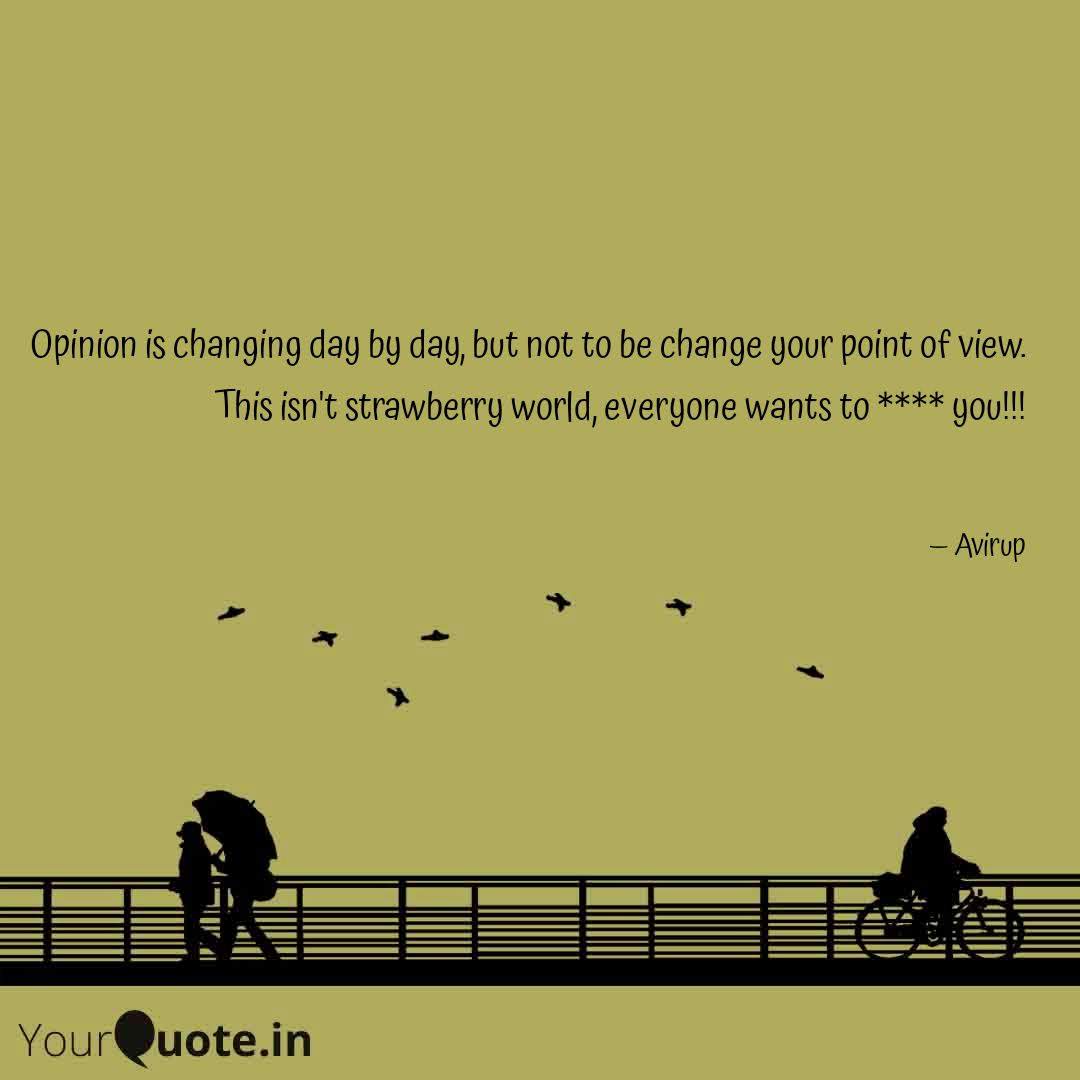 Opinion is changing day by day, but not to be change your point of view.
This isn't strawberry world, everyone wants to **** you!!!
– Avirup
YourQuote.in